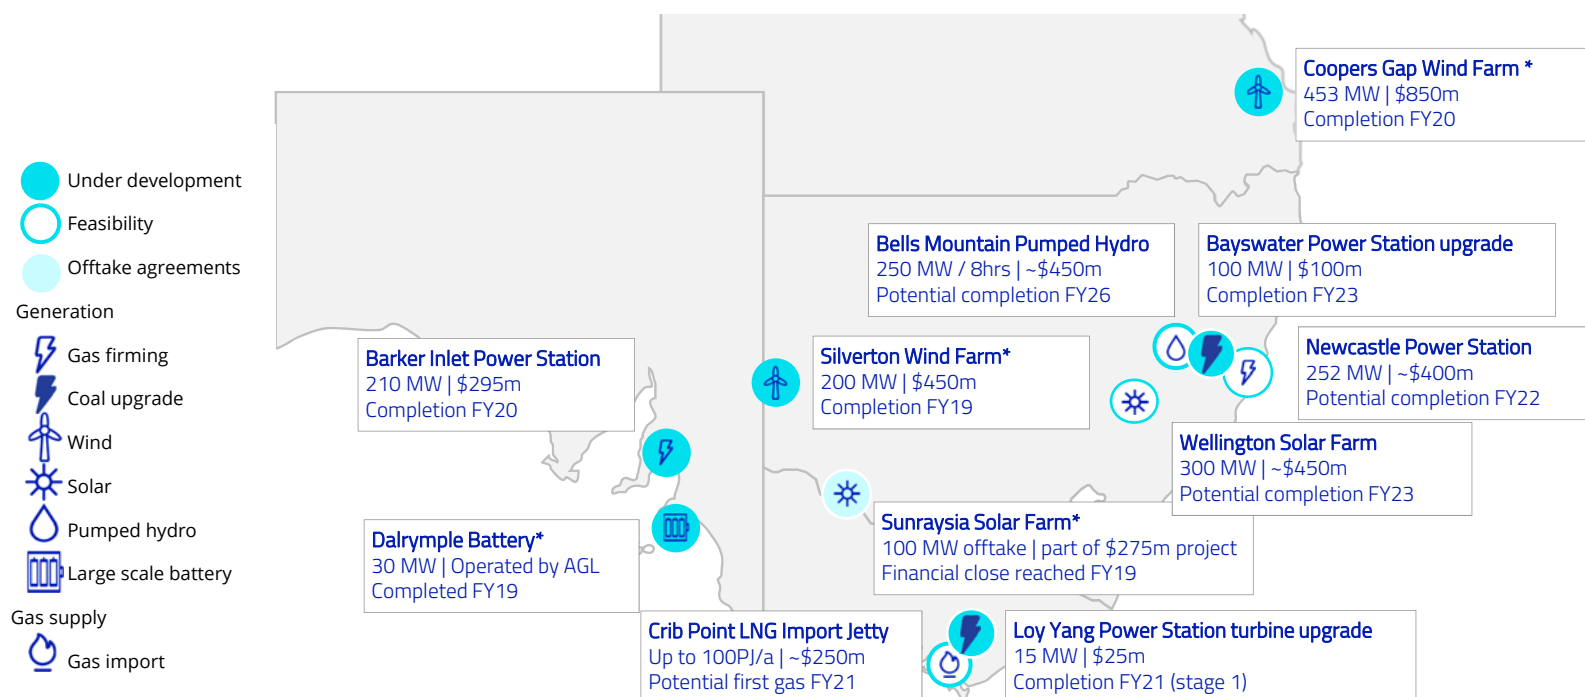 Under development
Feasibility
Offtake agreements
Generation
Gas firming
Coal upgrade
Wind
Solar
Pumped hydro
Large scale battery
Gas supply
Gas import
Coopers Gap Wind Farm *
453 MW | $850m
Completion FY20
Bells Mountain Pumped Hydro
250 MW / 8hrs | ~$450m
Potential completion FY26
Bayswater Power Station upgrade
100 MW | $100m
Completion FY23
Barker Inlet Power Station
210 MW | $295m
Completion FY20
Silverton Wind Farm*
200 MW | $450m
Completion FY19
Newcastle Power Station
252 MW | ~$400m
Potential completion FY22
Wellington Solar Farm
300 MW | ~$450m
Potential completion FY23
Dalrymple Battery*
30 MW | Operated by AGL
Completed FY19
Sunraysia Solar Farm*
100 MW offtake | part of $275m project
Financial close reached FY19
Crib Point LNG Import Jetty
Up to 100PJ/a | ~$250m
Potential first gas FY21
Loy Yang Power Station turbine upgrade
15 MW | $25m
Completion FY21 (stage 1)